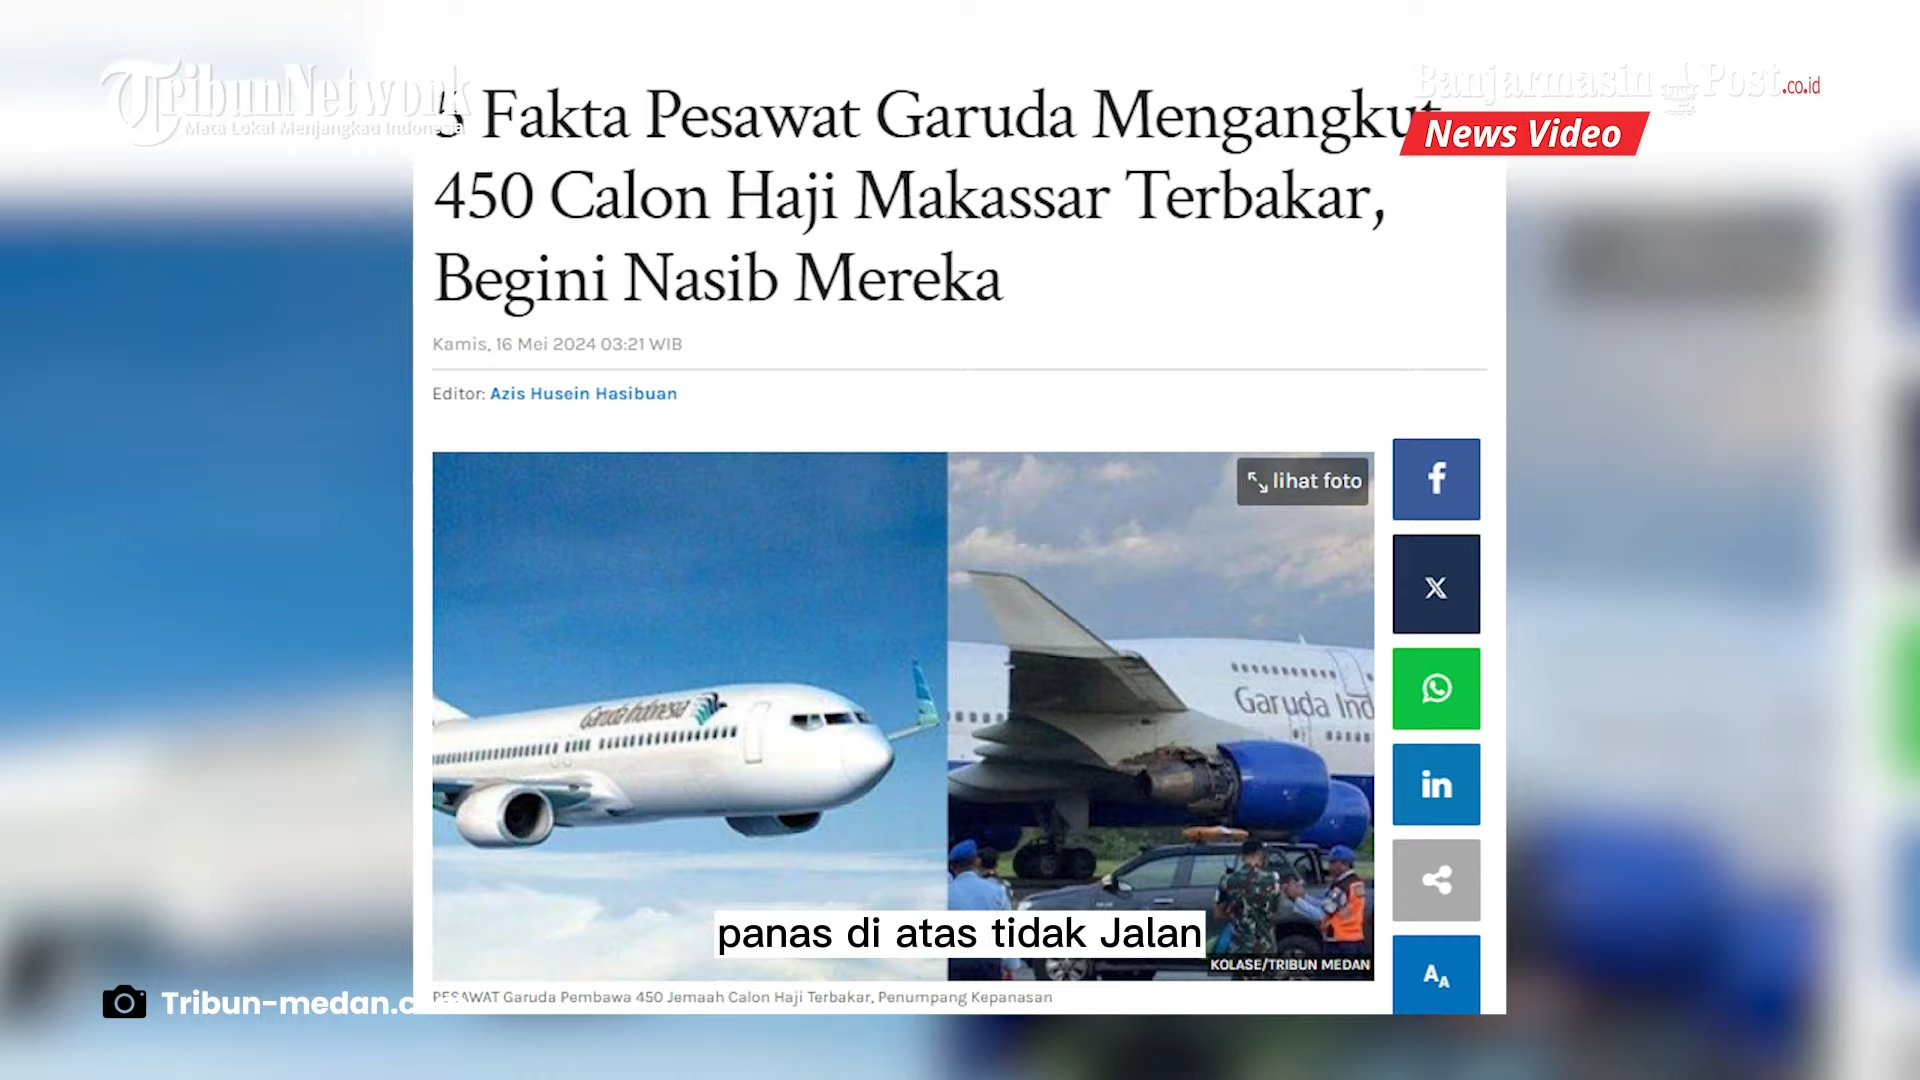 TribunNetwork
Mata Lokal Menjangkau Indonesia
Banjarmasin Post.co.id
News Video
5 Fakta Pesawat Garuda Mengangkut
450 Calon Haji Makassar Terbakar,
Begini Nasib Mereka
Kamis, 16 Mei 2024 03:21 WIB
Editor: Azis Husein Hasibuan
lihat foto
Garuda Indonesia
Garuda Ind
panas di atas tidak Jalan
KOLASE/TRIBUN MEDAN
PESAWAT Garuda Pembawa 450 Jemaah Calon Haji Terbakar, Penumpang Kepanasan
Tribun-medan.c
f
X
in
AA